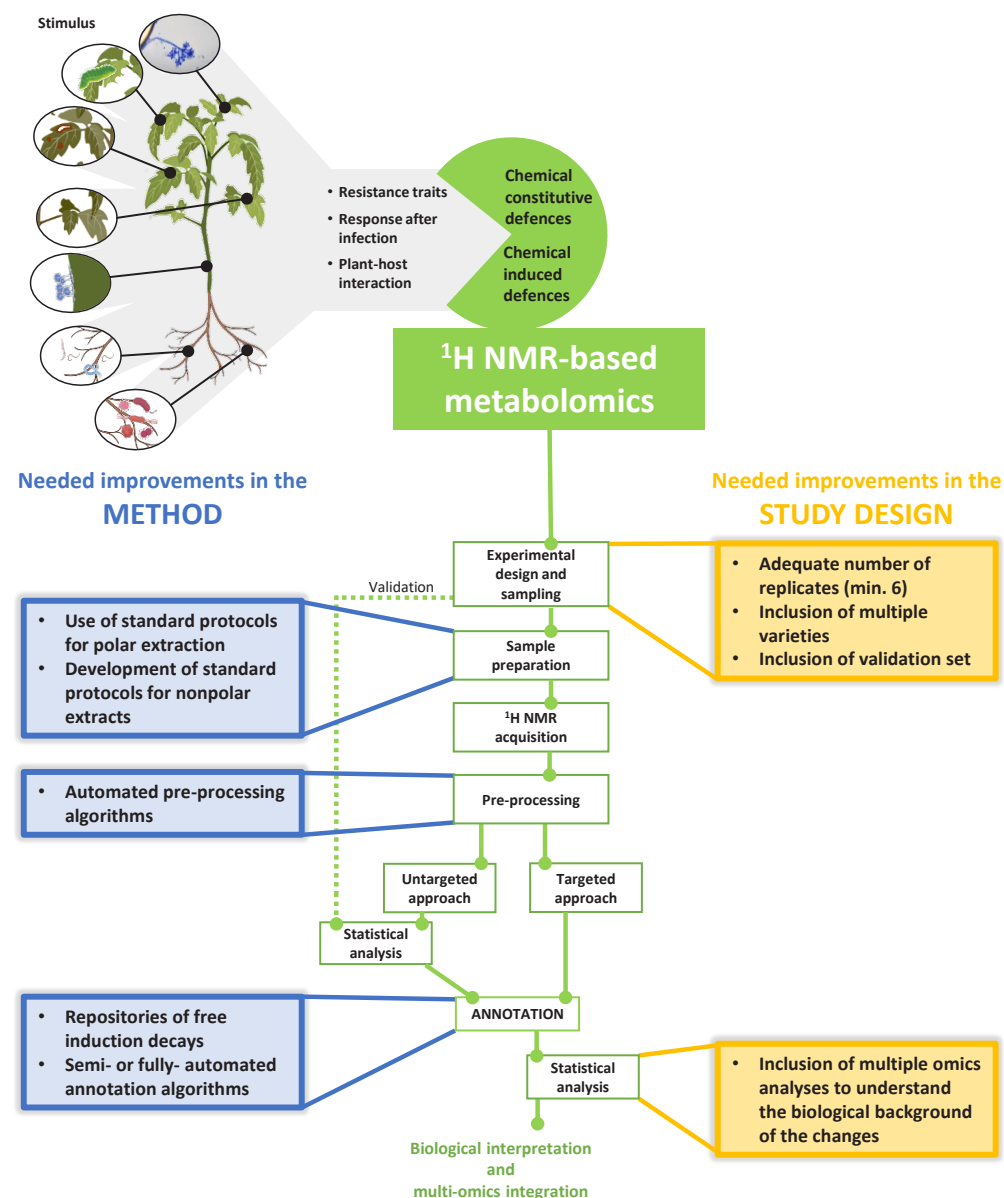 Stimulus
• Resistance traits
• Response after
infection
• Plant-host
interaction
Chemical
constitutive
defences
Chemical
induced
defences
¹H NMR-based
metabolomics
Needed improvements in the
METHOD
Needed improvements in the
STUDY DESIGN
Experimental
design and
sampling
Validation
• Adequate number of
replicates (min. 6)
• Inclusion of multiple
varieties
• Inclusion of validation set
• Use of standard protocols
for polar extraction
• Development of standard
protocols for nonpolar
extracts
Sample
preparation
¹H NMR
acquisition
• Automated pre-processing
algorithms
Pre-processing
Untargeted
approach
Targeted
approach
Statistical
analysis
• Repositories of free
induction decays
• Semi- or fully- automated
annotation algorithms
ANNOTATION
Statistical
analysis
• Inclusion of multiple omics
analyses to understand
the biological background
of the changes
Biological interpretation
and
multi-omics integration